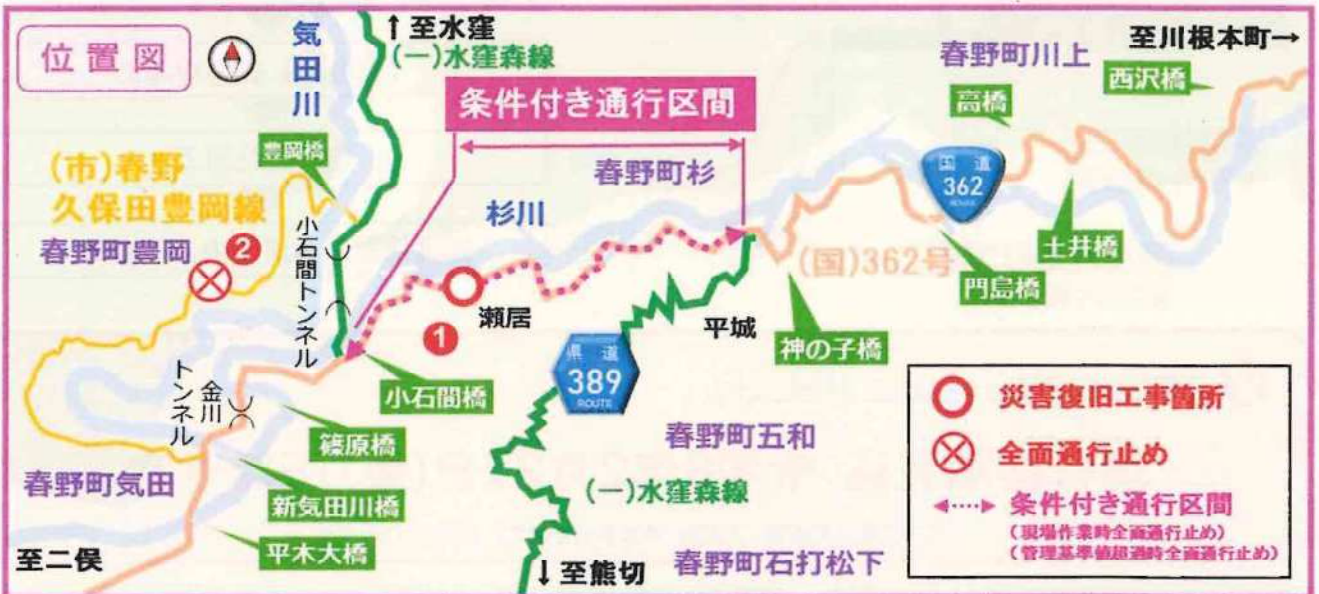 位置図
気田川
↑至水窪
(一)水窪森線
条件付き通行区間
春野町川上
至川根本町→
西沢橋
高橋
豊岡橋
(市)春野
久保田豊岡線
春野町豊岡
2
小石間トンネル
春野町杉
杉川
国道
362
ROUTE
土井橋
(国)362号
門島橋
瀬居
1
平城
神の子橋
県道
389
ROUTE
小石間橋
金川
トンネル
篠原橋
春野町気田
新気田川橋
平木大橋
至二俣
春野町五和
(一)水窪森線
↓至熊切
春野町石打松下
災害復旧工事箇所
全面通行止め
条件付き通行区間
(現場作業時全面通行止め)
(管理基準値超過時全面通行止め)